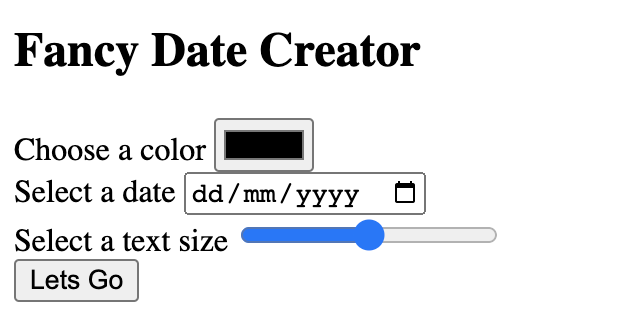 Fancy Date Creator
Choose a color
Select a date dd/mm/yyyy
Select a text size
Lets Go